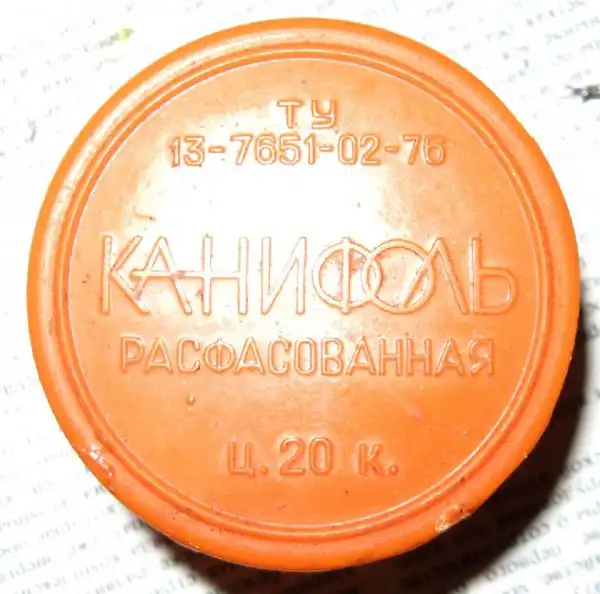 ТУ
13-7651-02-76
КАНИФОЛЬ
РАСФАСОВАННАЯ
ц. 20 к.